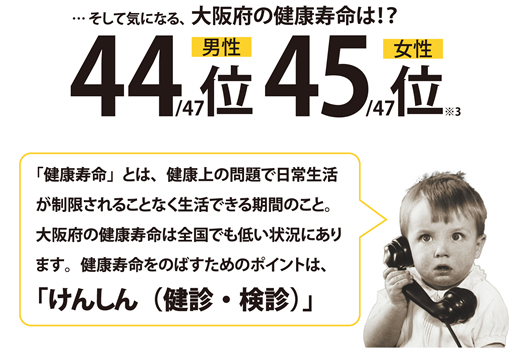 … そして気になる、大阪府の健康寿命は!?
男性 女性
44/47位 45/47位※3
「健康寿命」とは、健康上の問題で日常生活
が制限されることなく生活できる期間のこと。
大阪府の健康寿命は全国でも低い状況にあり
ます。健康寿命をのばすためのポイントは、
「けんしん（健診・検診）」